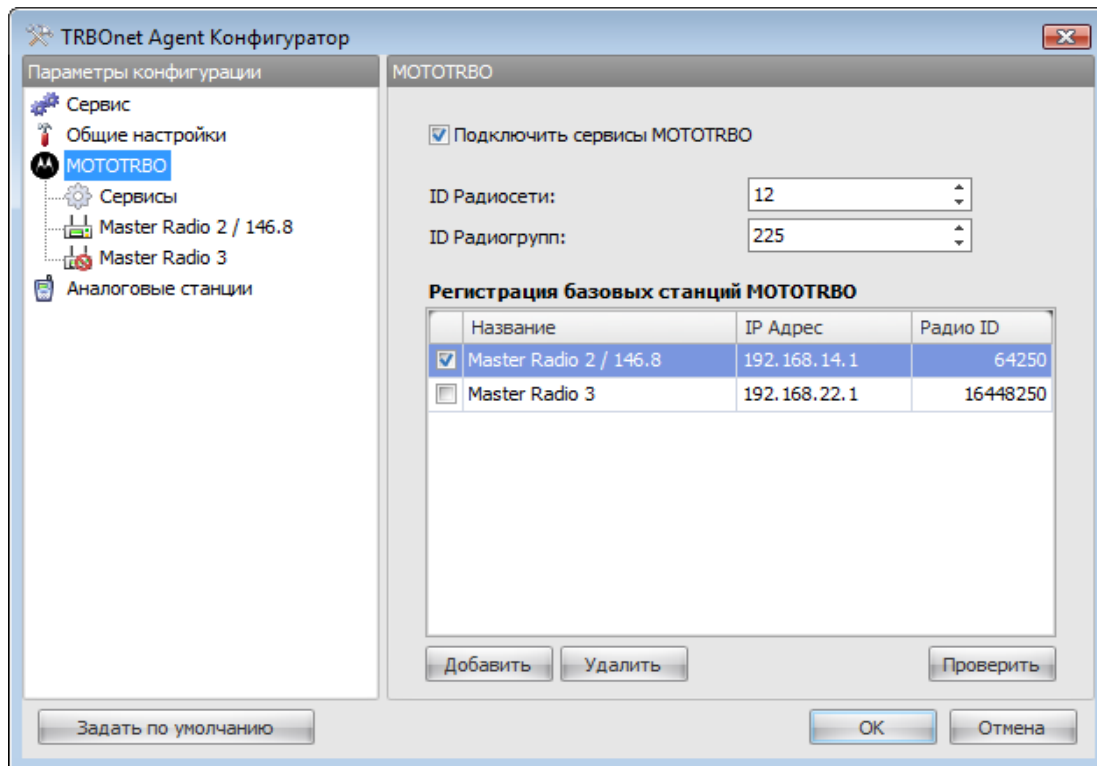 TRBOnet Agent Конфигуратор
Параметры конфигурации
Сервис
Общие настройки
MOTOTRBO
Сервисы
Master Radio 2 / 146.8
Master Radio 3
Аналоговые станции
MOTOTRBO
Подключить сервисы MOTOTRBO
ID Радиосети: 12
ID Радиогрупп: 225
Регистрация базовых станций MOTOTRBO
Название IP Адрес Радио ID
Master Radio 2 / 146.8 192.168.14.1 64250
Master Radio 3 192.168.22.1 16448250
Добавить Удалить Проверить
Задать по умолчанию OK Отмена